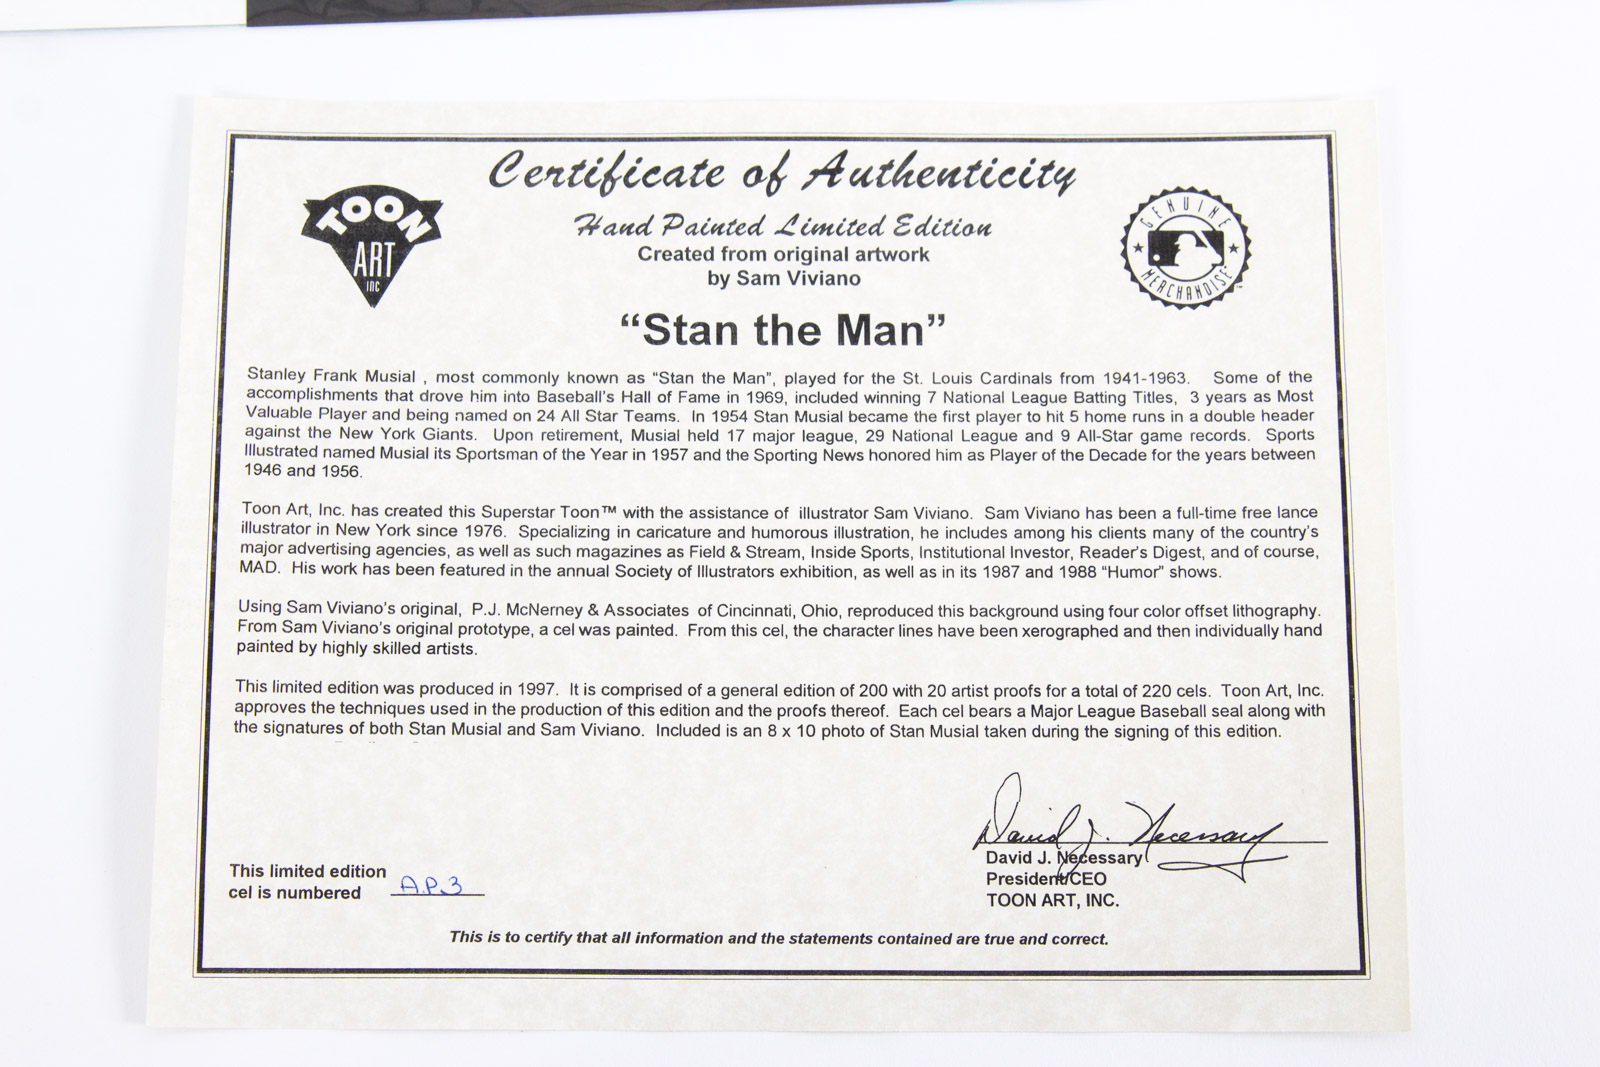 Certificate of Authenticity
TOON
ART
INC
Hand Painted Limited Edition
Created from original artwork
by Sam Viviano
GENUINE
MERCHANDISE
“Stan the Man”
Stanley Frank Musial , most commonly known as “Stan the Man”, played for the St. Louis Cardinals from 1941-1963. Some of the
accomplishments that drove him into Baseball’s Hall of Fame in 1969, included winning 7 National League Batting Titles, 3 years as Most
Valuable Player and being named on 24 All Star Teams. In 1954 Stan Musial became the first player to hit 5 home runs in a double header
against the New York Giants. Upon retirement, Musial held 17 major league, 29 National League and 9 All-Star game records. Sports
Illustrated named Musial its Sportsman of the Year in 1957 and the Sporting News honored him as Player of the Decade for the years between
1946 and 1956.
Toon Art, Inc. has created this Superstar Toon™ with the assistance of illustrator Sam Viviano. Sam Viviano has been a full-time free lance
illustrator in New York since 1976. Specializing in caricature and humorous illustration, he includes among his clients many of the country’s
major advertising agencies, as well as such magazines as Field & Stream, Inside Sports, Institutional Investor, Reader’s Digest, and of course,
MAD. His work has been featured in the annual Society of Illustrators exhibition, as well as in its 1987 and 1988 “Humor” shows.
Using Sam Viviano’s original, P.J. McNerney & Associates of Cincinnati, Ohio, reproduced this background using four color offset lithography.
From Sam Viviano’s original prototype, a cel was painted. From this cel, the character lines have been xerographed and then individually hand
painted by highly skilled artists.
This limited edition was produced in 1997. It is comprised of a general edition of 200 with 20 artist proofs for a total of 220 cels. Toon Art, Inc.
approves the techniques used in the production of this edition and the proofs thereof. Each cel bears a Major League Baseball seal along with
the signatures of both Stan Musial and Sam Viviano. Included is an 8 x 10 photo of Stan Musial taken during the signing of this edition.
David J. Necessary
David J. Necessary
President/CEO
TOON ART, INC.
This limited edition
cel is numbered A.P.3
This is to certify that all information and the statements contained are true and correct.